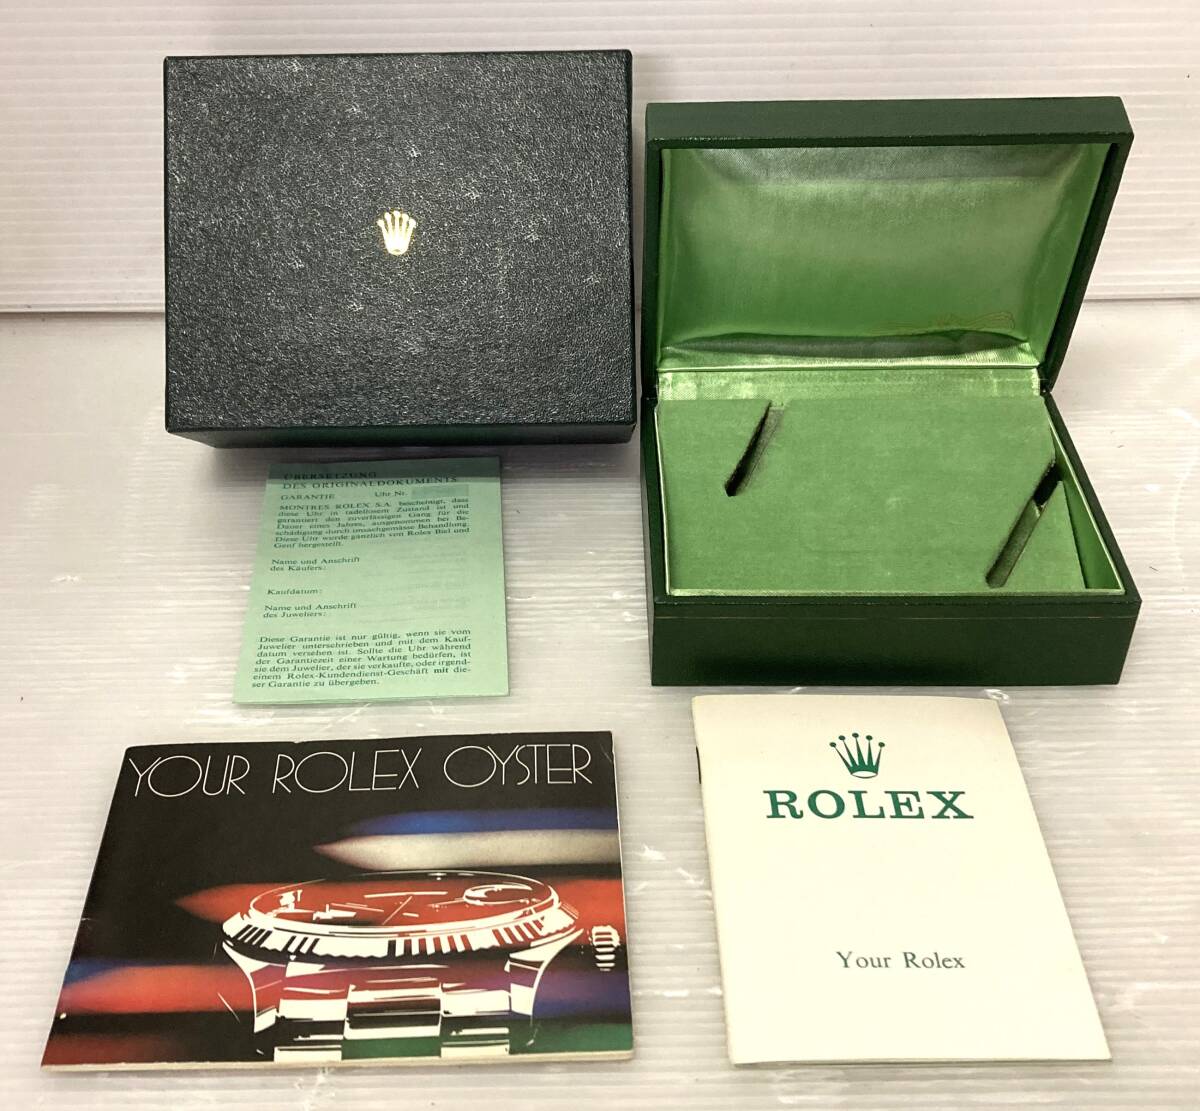 ÜBERSETZUNG
DES ORIGINALDOKUMENTS
GARANTIE Uhr Nr.
MONTRES ROLEX S.A. bescheinigt, dass
diese Uhr in tadellosem Zustand ist und
garantiert den zuverlässigen Gang für die
Dauer eines Jahres, ausgenommen bei Be-
schädigung durch unsachgemässe Behandlung.
Diese Uhr wurde gänzlich von Rolex Biel und
Genf hergestellt.
Name und Anschrift
des Käufers:
Kaufdatum:
Name und Anschrift
des Juweliers:
Diese Garantie ist nur gültig, wenn sie vom
Juwelier unterschrieben und mit dem Kauf-
datum versehen ist. Sollte die Uhr während
der Garantiezeit einer Wartung bedürfen, ist
sie dem Juwelier, der sie verkaufte, oder irgend-
einem Rolex-Kundendienst-Geschäft mit die-
ser Garantie zu übergeben.
YOUR ROLEX OYSTER
ROLEX
Your Rolex